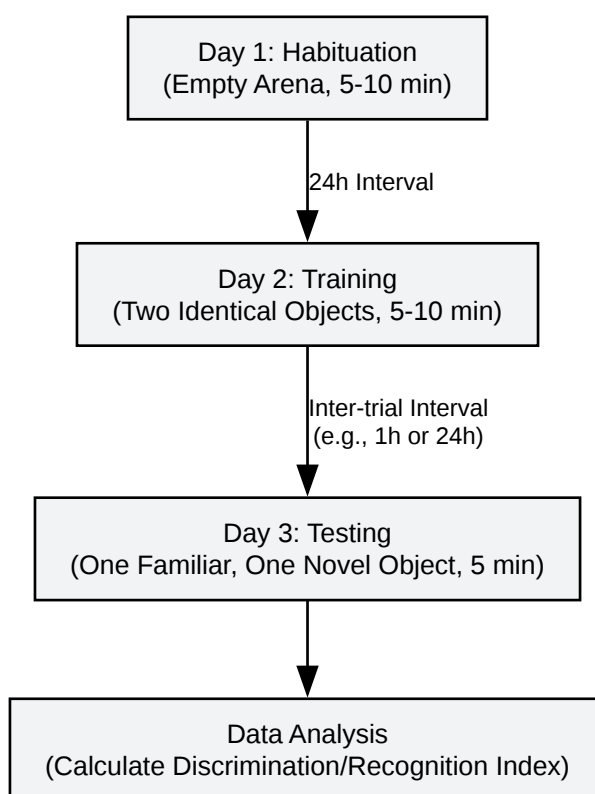 Day 1: Habituation
(Empty Arena, 5-10 min)
24h Interval
Day 2: Training
(Two Identical Objects, 5-10 min)
Inter-trial Interval
(e.g., 1h or 24h)
Day 3: Testing
(One Familiar, One Novel Object, 5 min)
Data Analysis
(Calculate Discrimination/Recognition Index)